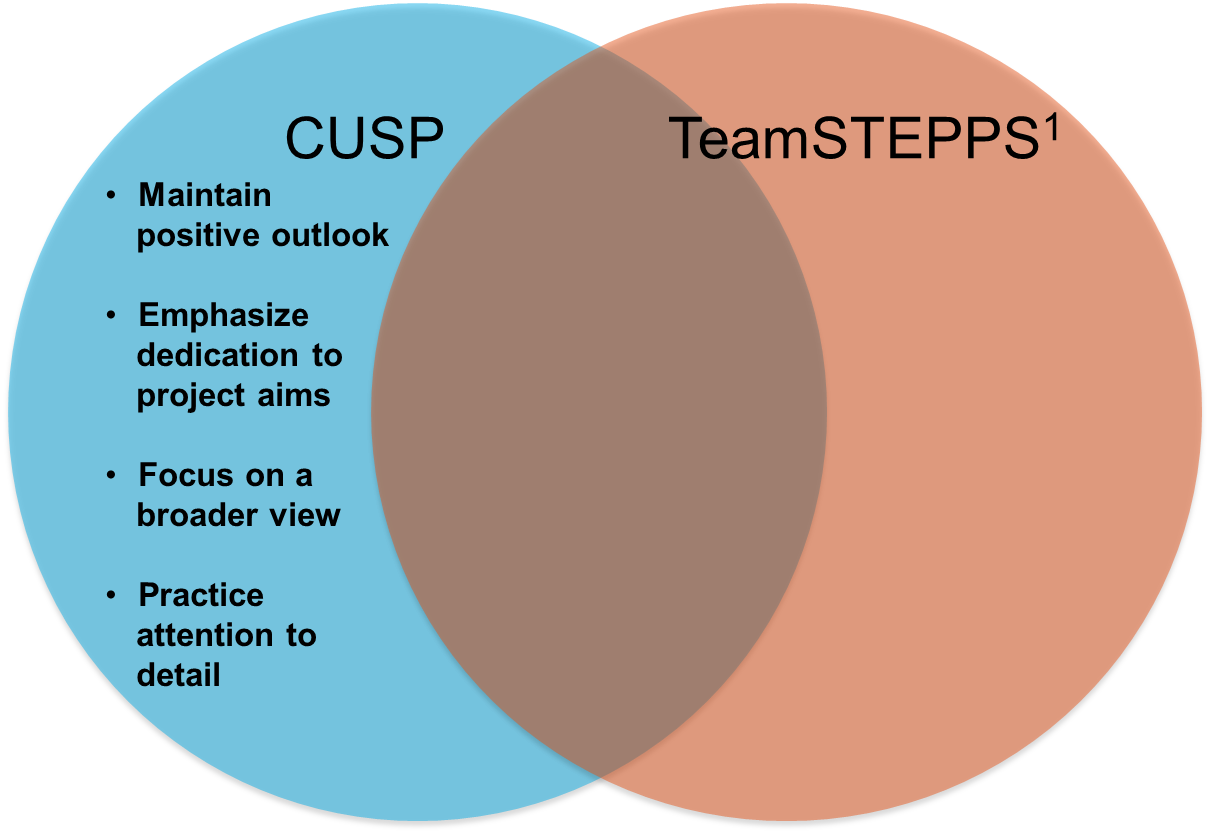 CUSP
TeamSTEPPS¹
• Maintain
positive outlook
• Emphasize
dedication to
project aims
• Focus on a
broader view
• Practice
attention to
detail